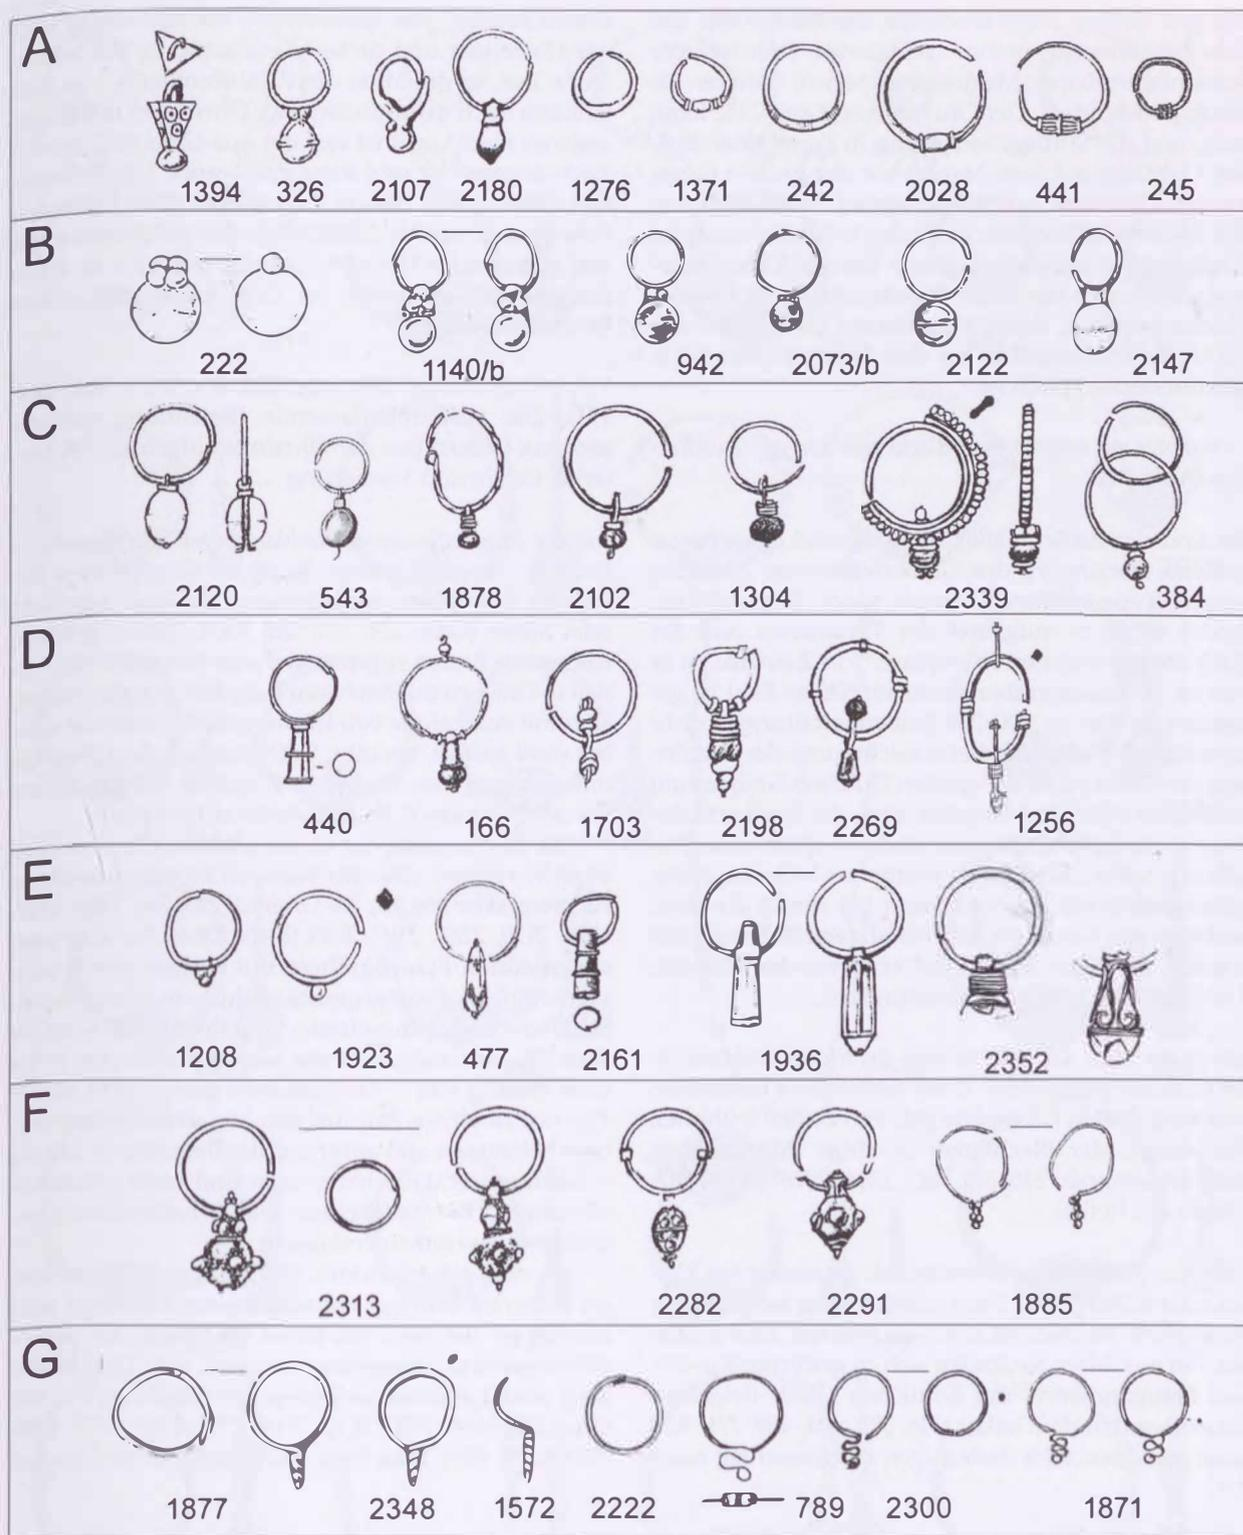 A
1394 326 2107 2180 1276 1371 242 2028 441 245
B
222 1140/b 942 2073/b 2122 2147
C
2120 543 1878 2102 1304 2339 384
D
440 166 1703 2198 2269 1256
E
1208 1923 477 2161 1936 2352
F
2313 2282 2291 1885
G
1877 2348 1572 2222 789 2300 1871